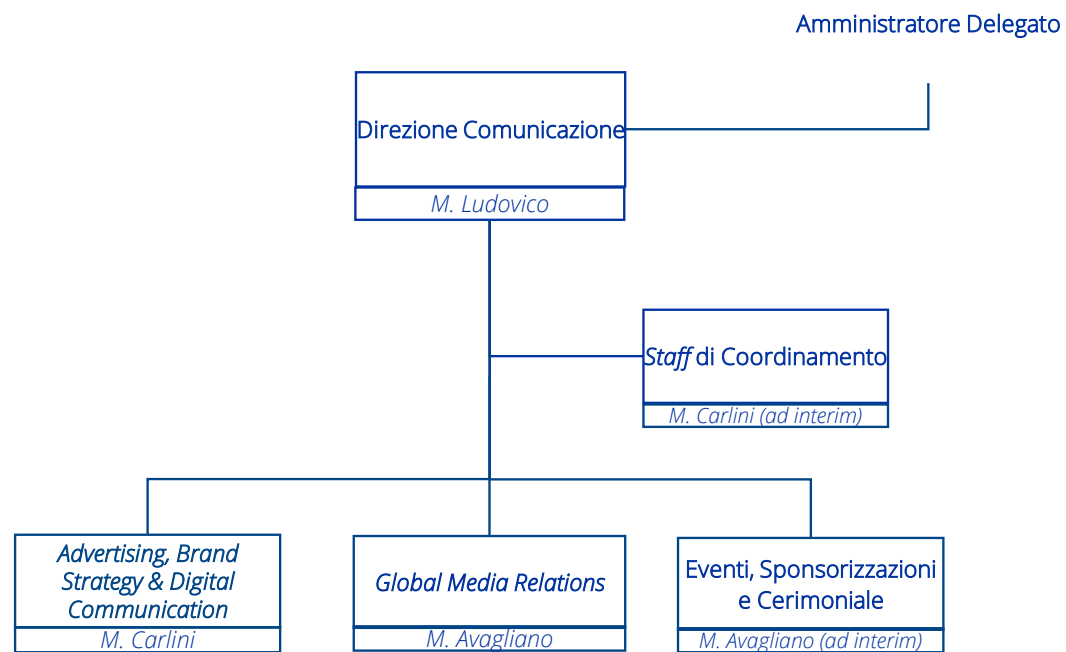 Amministratore Delegato
Direzione Comunicazione
M. Ludovico
Staff di Coordinamento
M. Carlini (ad interim)
Advertising, Brand
Strategy & Digital
Communication
M. Carlini
Global Media Relations
M. Avagliano
Eventi, Sponsorizzazioni
e Cerimoniale
M. Avagliano (ad interim)